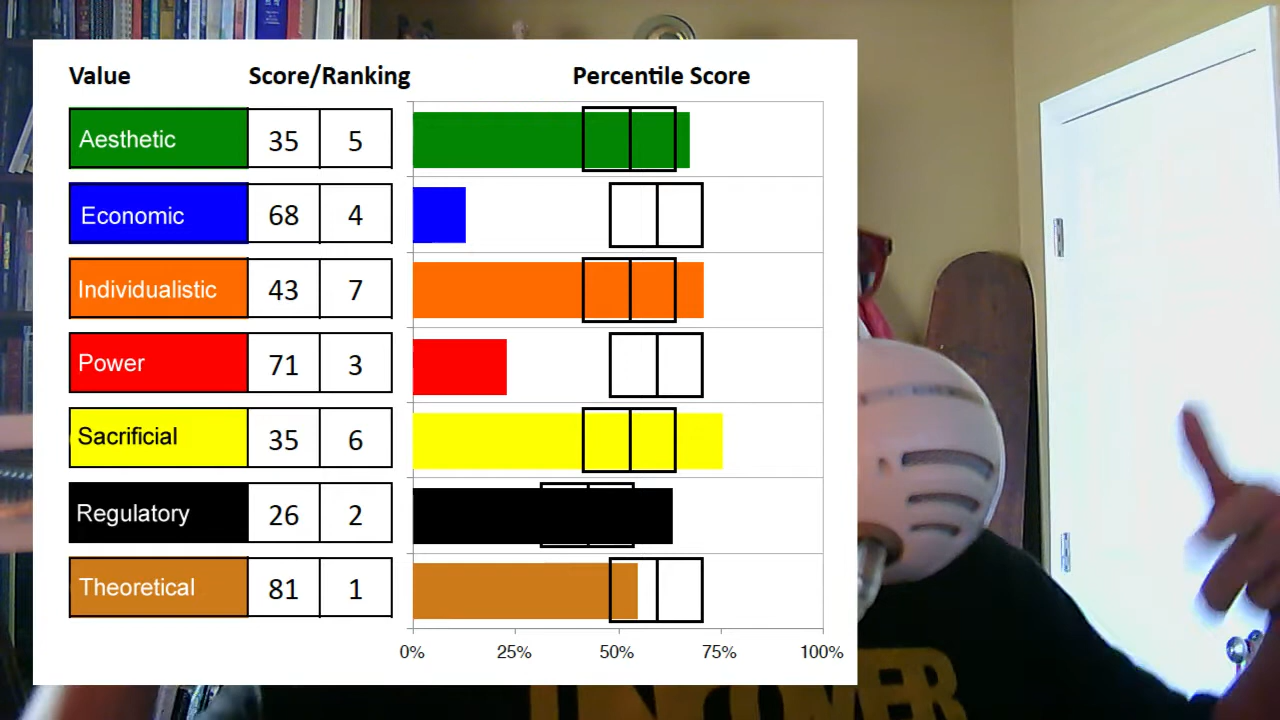 Value Score/Ranking Percentile Score
Aesthetic 35 5
Economic 68 4
Individualistic 43 7
Power 71 3
Sacrificial 35 6
Regulatory 26 2
Theoretical 81 1
0% 25% 50% 75% 100%